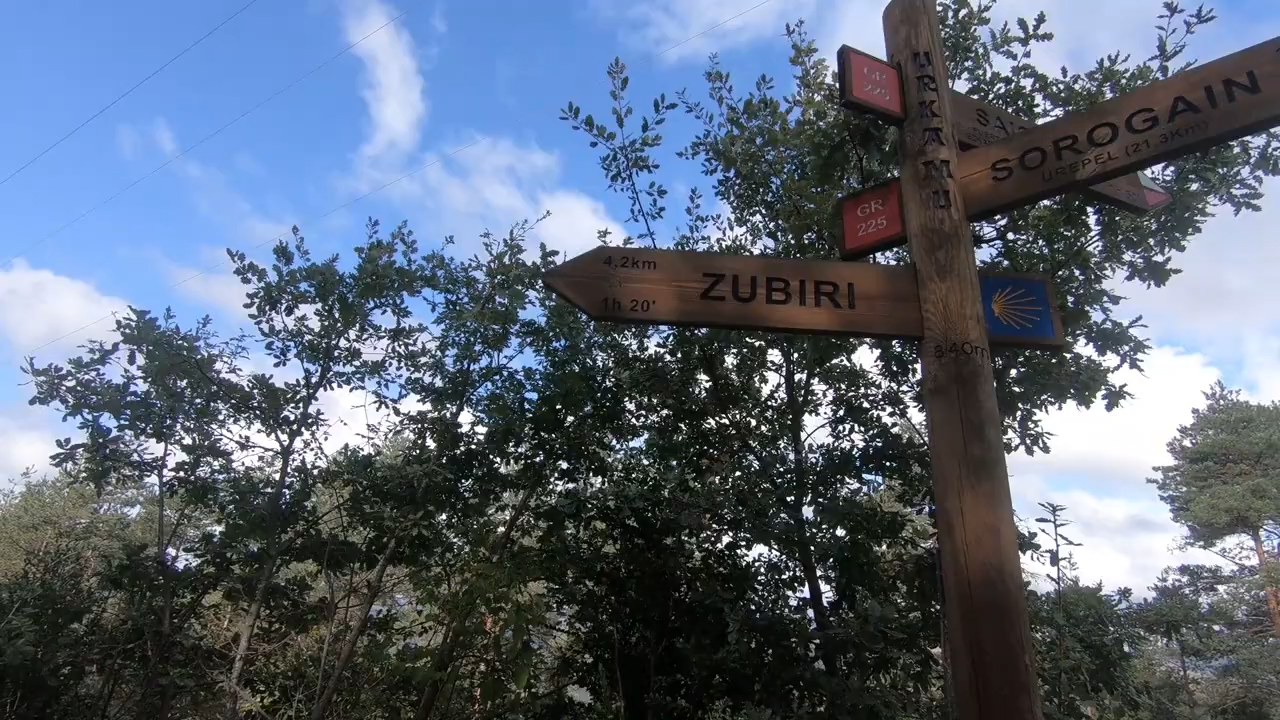 URKAMU
GR
225
SOROGAIN
UREPEL (21.3Km)
GR
225
4.2km
ZUBIRI
1h 20'
840m